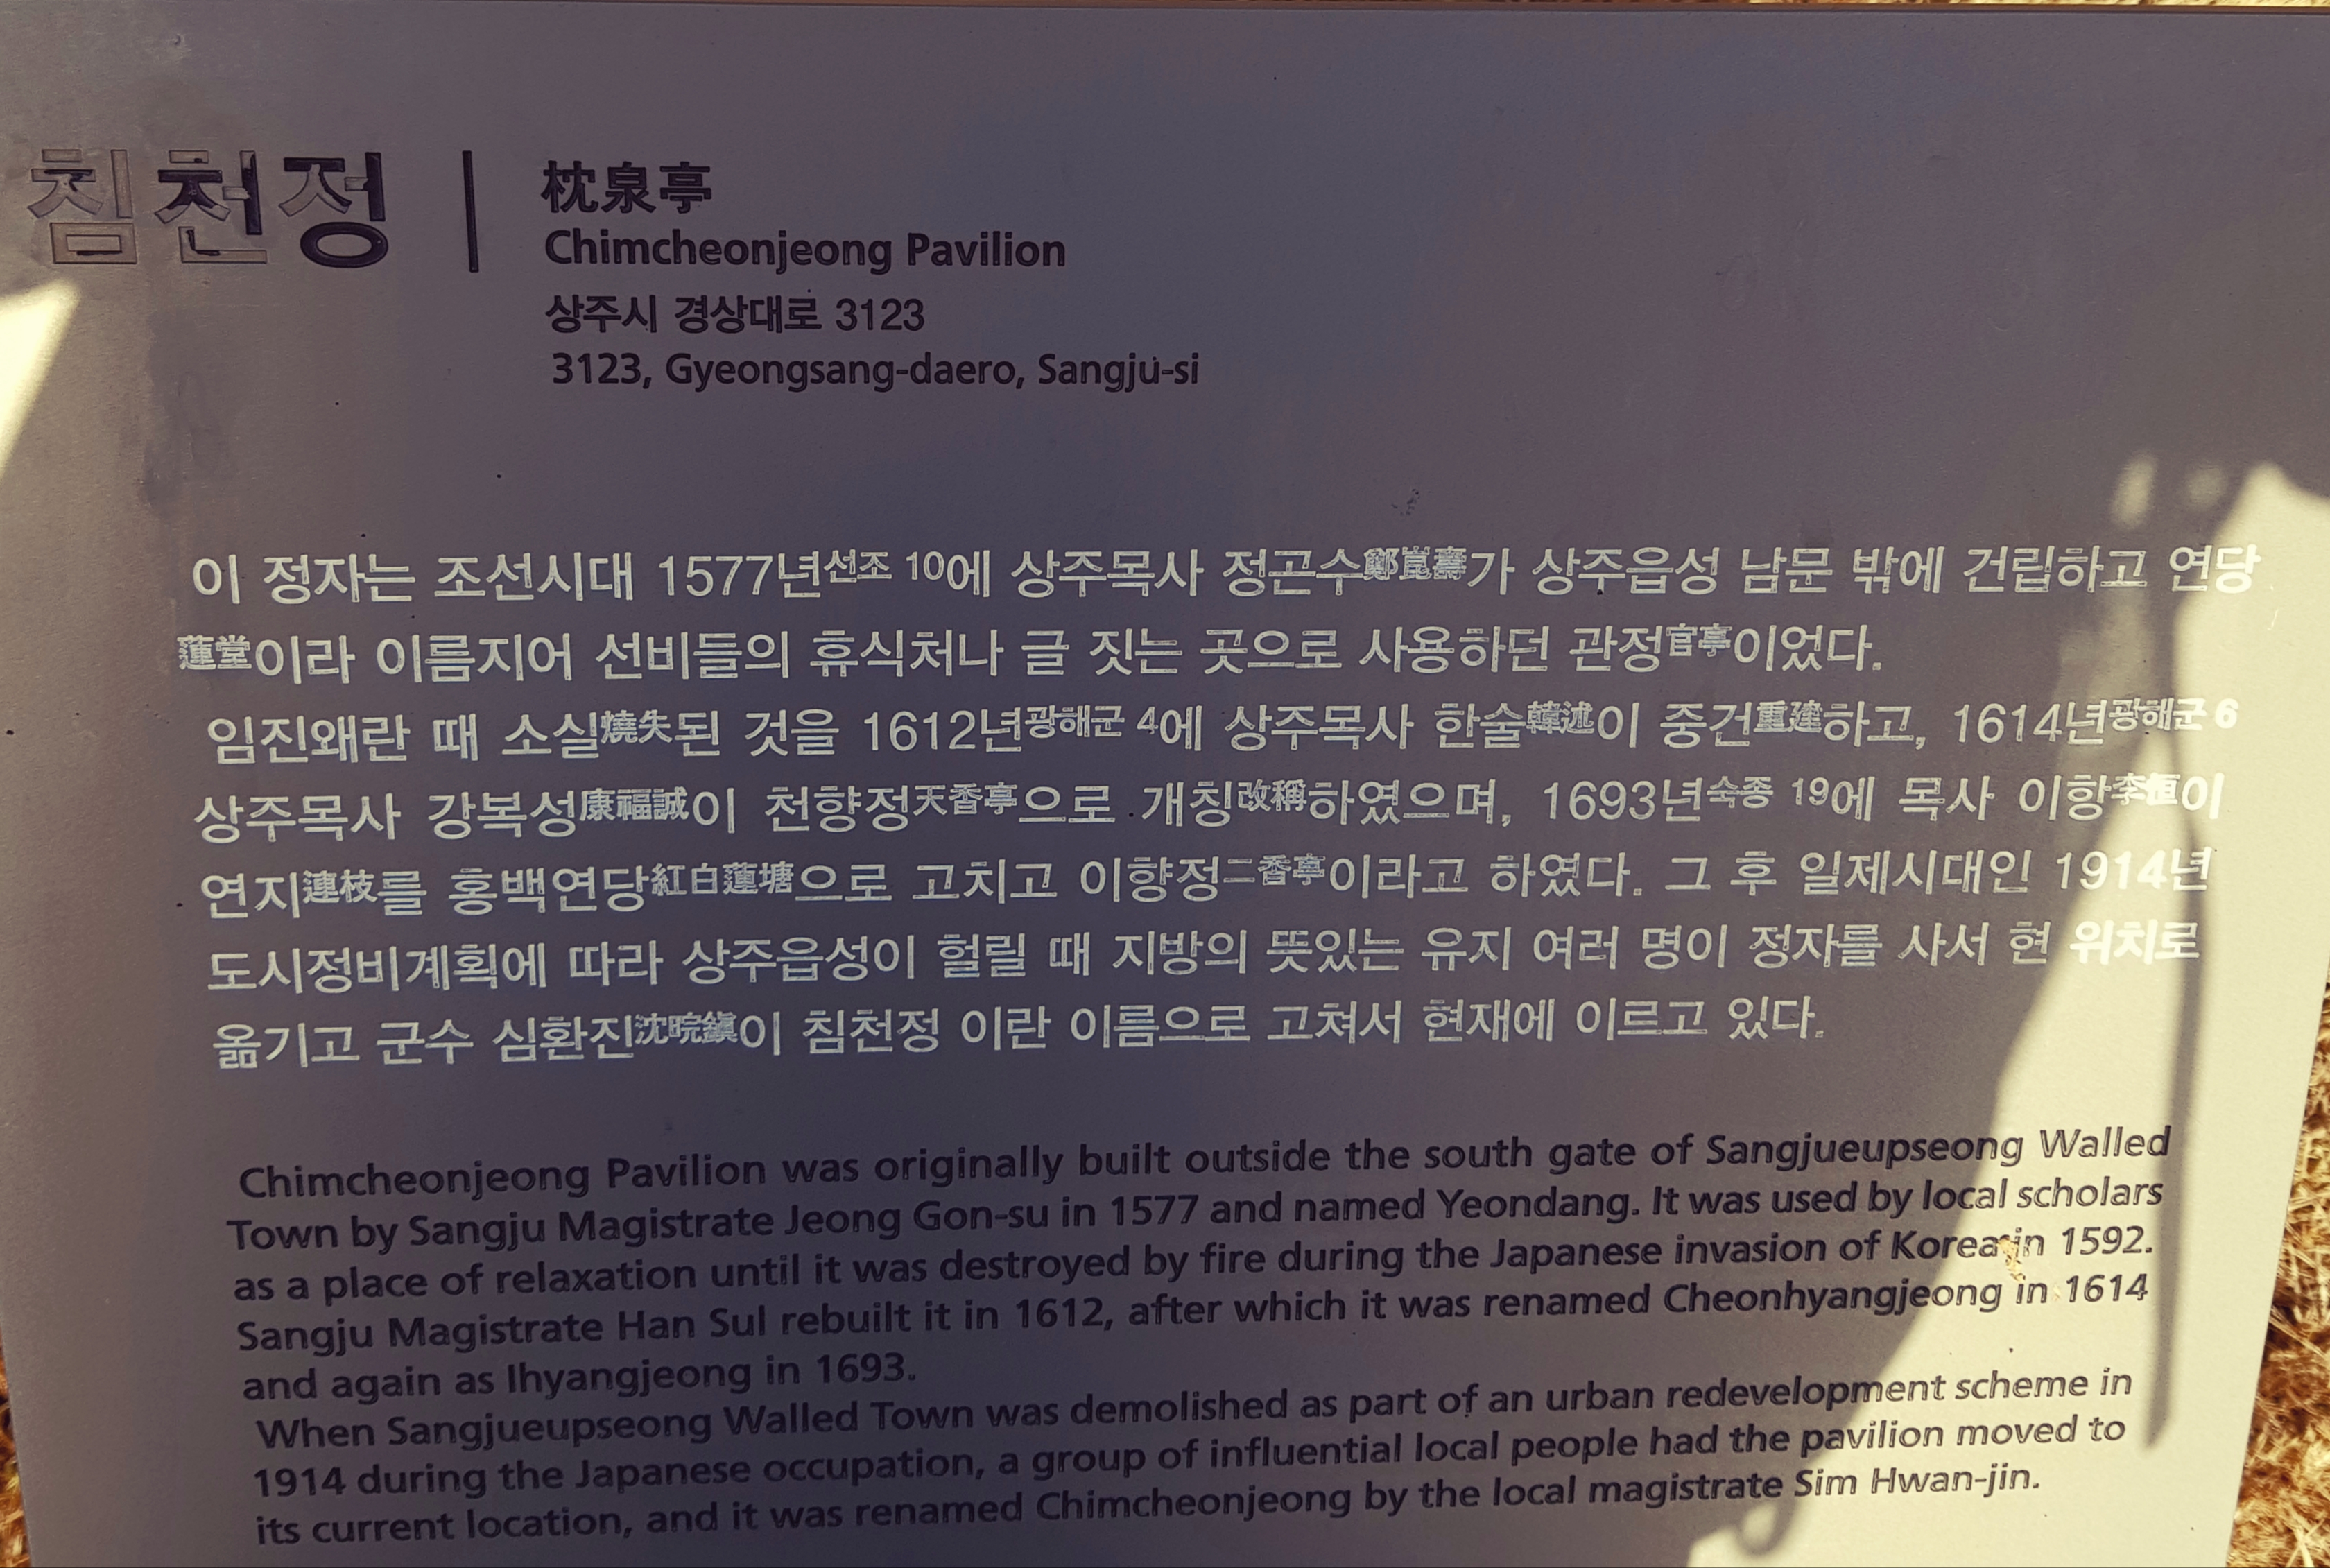 침천정
枕泉亭
Chimcheonjeong Pavilion
상주시 경상대로 3123
3123, Gyeongsang-daero, Sangju-si
이 정자는 조선시대 1577년선조 10에 상주목사 정곤수鄭崑壽가 상주읍성 남문 밖에 건립하고 연당
蓮堂이라 이름지어 선비들의 휴식처나 글 짓는 곳으로 사용하던 관정官亭이었다.
임진왜란 때 소실燒失된 것을 1612년광해군 4에 상주목사 한술韓述이 중건重建하고, 1614년광해군 6
상주목사 강복성康福誠이 천향정天香亭으로 개칭改稱하였으며, 1693년숙종 19에 목사 이항李恒이
연지連枝를 홍백연당紅白蓮塘으로 고치고 이향정二香亭이라고 하였다. 그 후 일제시대인 1914년
도시정비계획에 따라 상주읍성이 헐릴 때 지방의 뜻있는 유지 여러 명이 정자를 사서 현 위치로
옮기고 군수 심환진沈晥鎭이 침천정 이란 이름으로 고쳐서 현재에 이르고 있다.
Chimcheonjeong Pavilion was originally built outside the south gate of Sangjueupseong Walled
Town by Sangju Magistrate Jeong Gon-su in 1577 and named Yeondang. It was used by local scholars
as a place of relaxation until it was destroyed by fire during the Japanese invasion of Korea in 1592.
Sangju Magistrate Han Sul rebuilt it in 1612, after which it was renamed Cheonhyangjeong in 1614
and again as Ihyangjeong in 1693.
When Sangjueupseong Walled Town was demolished as part of an urban redevelopment scheme in
1914 during the Japanese occupation, a group of influential local people had the pavilion moved to
its current location, and it was renamed Chimcheonjeong by the local magistrate Sim Hwan-jin.